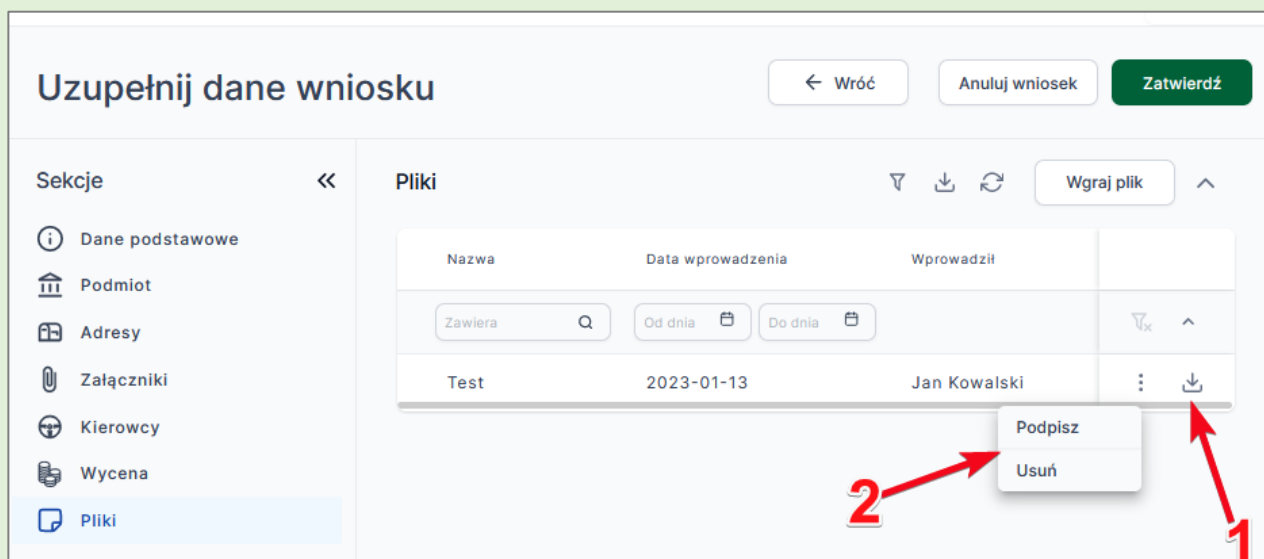 Uzupełnij dane wniosku
Wróć
Anuluj wniosek
Zatwierdź
Sekcje
Dane podstawowe
Podmiot
Adresy
Załączniki
Kierowcy
Wycena
Pliki
Pliki
Wgraj plik
Nazwa Data wprowadzenia Wprowadził
Zawiera Od dnia Do dnia
Test 2023-01-13 Jan Kowalski
Podpisz
Usuń
2
1